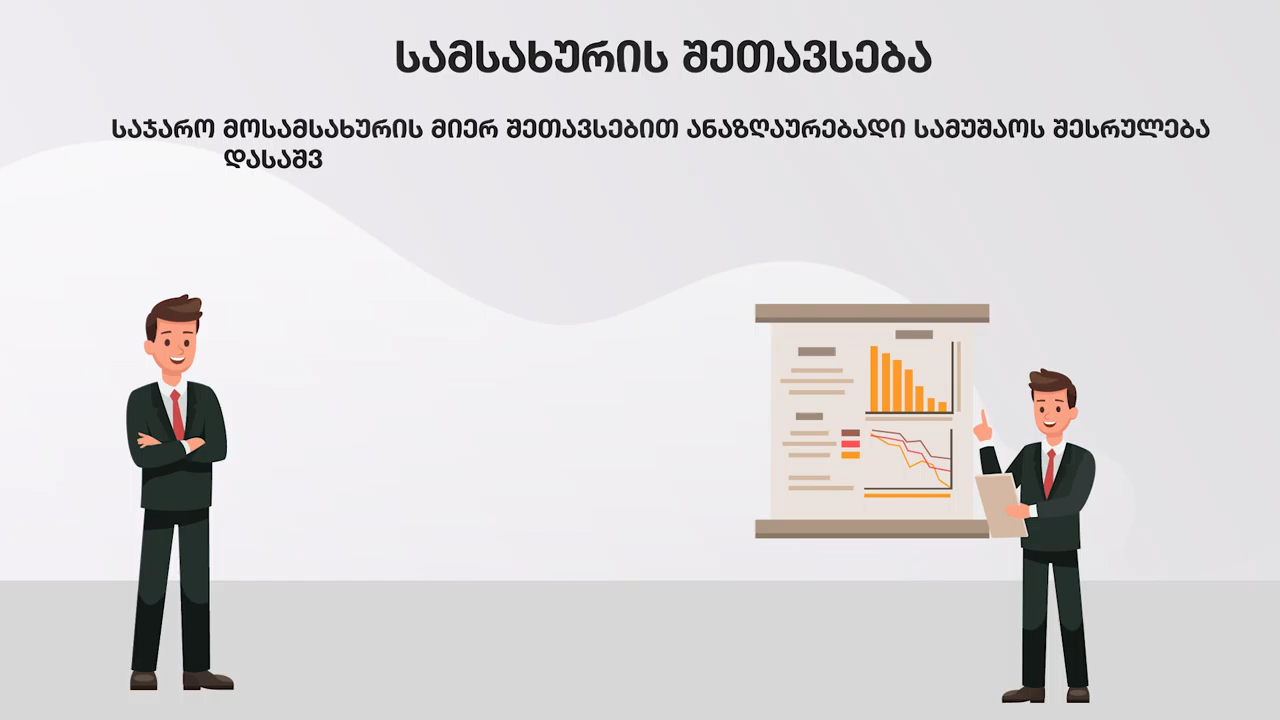 სამსახურის შეთავსება
საჯარო მოსამსახურის მიერ შეთავსებით ანაზღაურებადი სამუშაოს შესრულება
დასაშვ